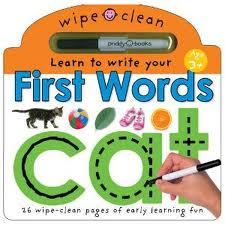 wipe clean
priddy books
Learn to write your
Age 3+
First Words
cat
26 wipe-clean pages of early learning fun